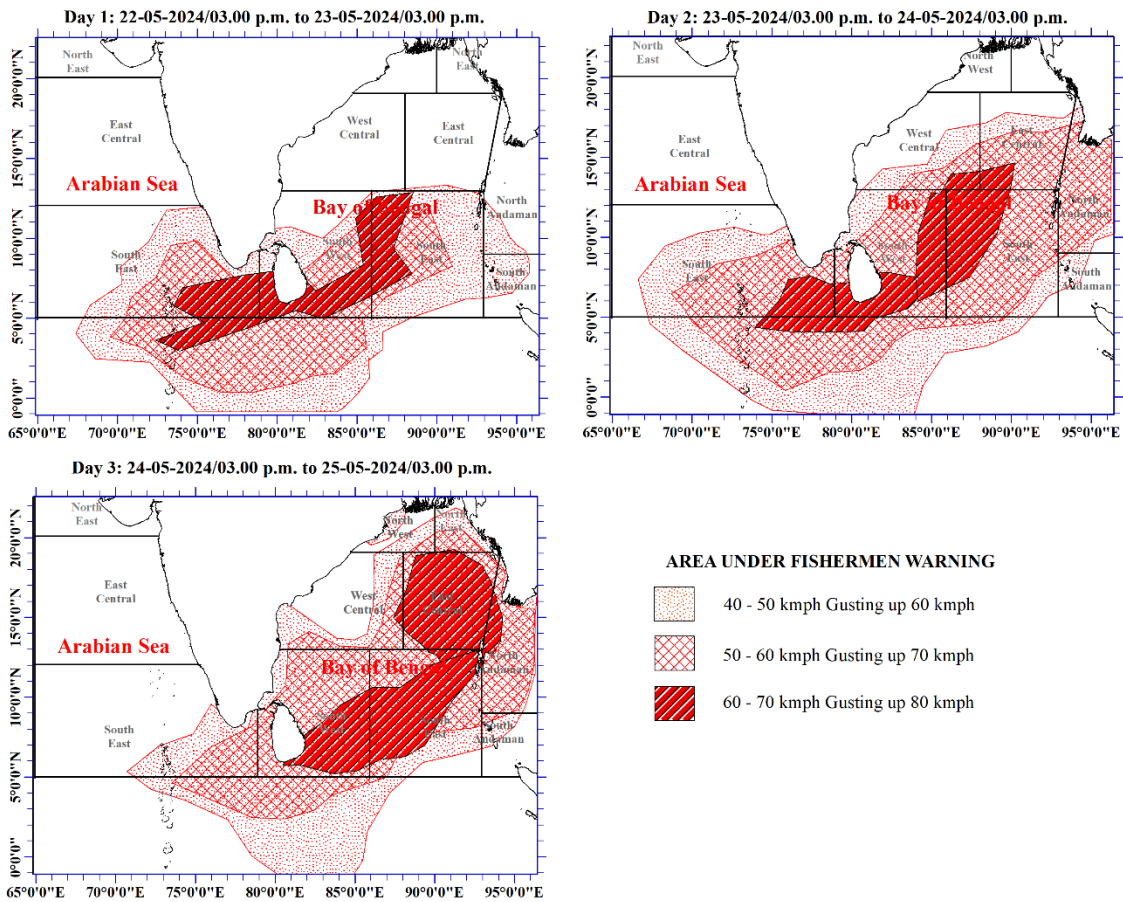 Day 1: 22-05-2024/03.00 p.m. to 23-05-2024/03.00 p.m.
North
East
North
East
East
Central
West
Central
East
Central
Arabian Sea
Bay of Bengal
North
Andaman
South
East
South
West
South
East
South
Andaman
20°0'0"N
15°0'0"N
10°0'0"N
5°0'0"N
0°0'0"
65°0'0"E 70°0'0"E 75°0'0"E 80°0'0"E 85°0'0"E 90°0'0"E 95°0'0"E
Day 2: 23-05-2024/03.00 p.m. to 24-05-2024/03.00 p.m.
North
East
North
West
East
Central
West
Central
East
Central
Arabian Sea
North
Andaman
South
East
South
West
South
East
South
Andaman
20°0'0"N
15°0'0"N
10°0'0"N
5°0'0"N
0°0'0"
65°0'0"E 70°0'0"E 75°0'0"E 80°0'0"E 85°0'0"E 90°0'0"E 95°0'0"E
Day 3: 24-05-2024/03.00 p.m. to 25-05-2024/03.00 p.m.
North
East
North
West
North
East
East
Central
West
Central
East
Central
Arabian Sea
Bay of Bengal
North
Andaman
South
East
South
West
South
East
South
Andaman
20°0'0"N
15°0'0"N
10°0'0"N
5°0'0"N
0°0'0"
65°0'0"E 70°0'0"E 75°0'0"E 80°0'0"E 85°0'0"E 90°0'0"E 95°0'0"E
AREA UNDER FISHERMEN WARNING
40 - 50 kmph Gusting up 60 kmph
50 - 60 kmph Gusting up 70 kmph
60 - 70 kmph Gusting up 80 kmph